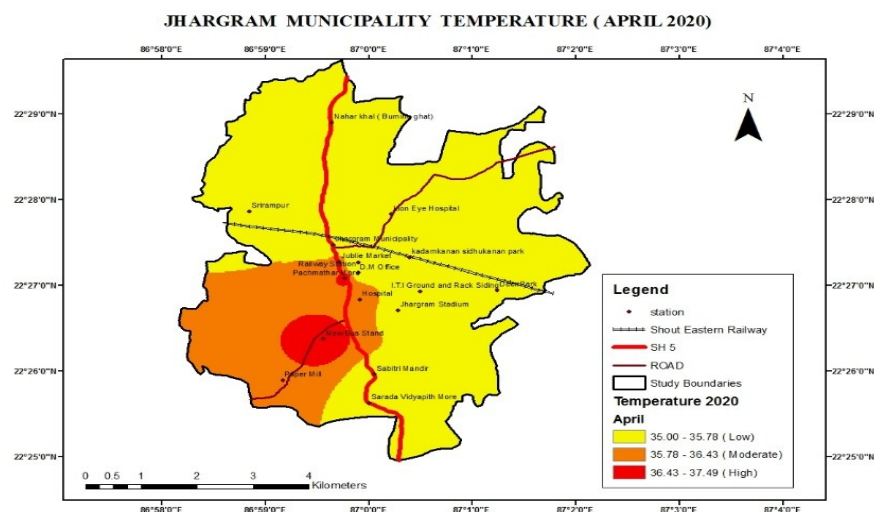 JHARGRAM MUNICIPALITY TEMPERATURE ( APRIL 2020)
86°58'0"E 86°59'0"E 87°0'0"E 87°1'0"E 87°2'0"E 87°3'0"E 87°4'0"E
22°29'0"N 22°29'0"N
22°28'0"N 22°28'0"N
22°27'0"N 22°27'0"N
22°26'0"N 22°26'0"N
22°25'0"N 22°25'0"N
N
Nahar khal ( Burning ghat)
Srirampur
Lion Eye Hospital
Jhargram Municipality
Jublie Market
kadamkanan sidhukanan park
Railway Station
D.M Office
Pachmatha More
I.T.I Ground and Rack Siding
Deer Park
Hospital
Jhargram Stadium
New Bus Stand
Sabitri Mandir
Paper Mill
Sarada Vidyapith More
Legend
station
Shout Eastern Railway
SH 5
ROAD
Study Boundaries
Temperature 2020
April
35.00 - 35.78 ( Low)
35.78 - 36.43 ( Moderate)
36.43 - 37.49 ( High)
0 0.5 1 2 3 4
Kilometers
86°58'0"E 86°59'0"E 87°0'0"E 87°1'0"E 87°2'0"E 87°3'0"E 87°4'0"E